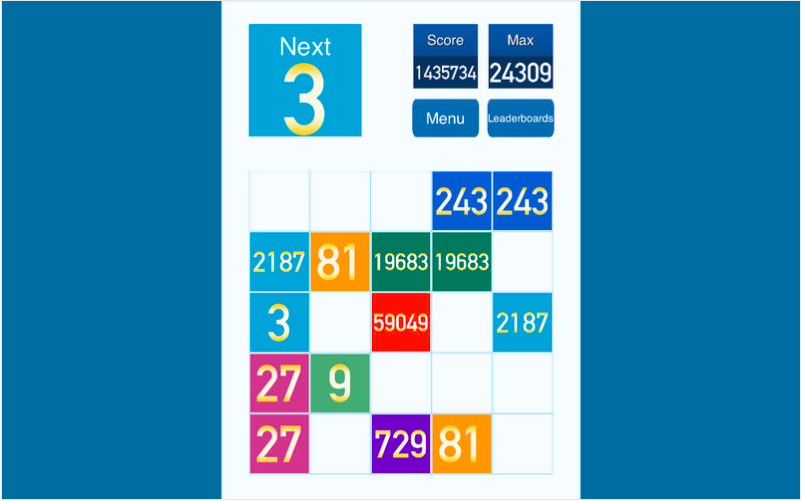 Next
3
Score
1435734
Max
24309
Menu
Leaderboards
243 243
2187 81 19683 19683
3 59049 2187
27 9
27 729 81